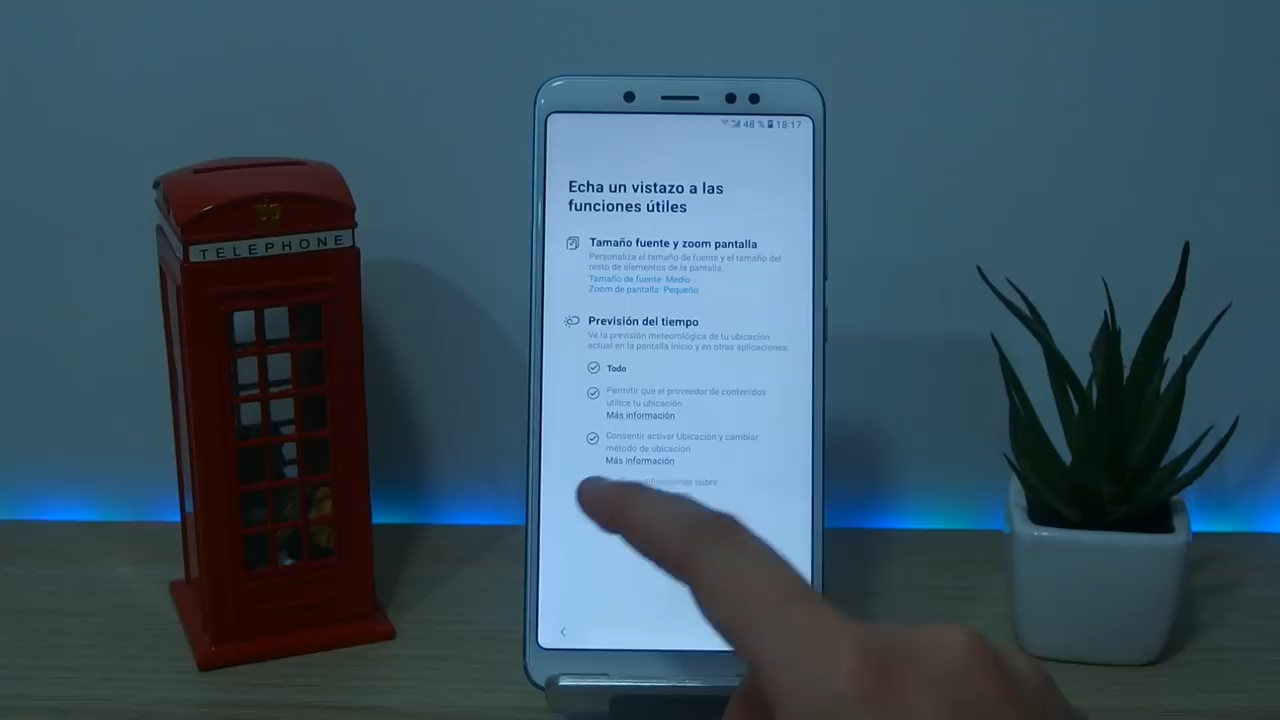 TELEPHONE
48 % 18:17
Echa un vistazo a las
funciones útiles
Tamaño fuente y zoom pantalla
Personaliza el tamaño de fuente y el tamaño del
resto de elementos de la pantalla.
Tamaño de fuente: Medio
Zoom de pantalla: Pequeño
Previsión del tiempo
Ve la previsión meteorológica de tu ubicación
actual en la pantalla inicio y en otras aplicaciones.
Todo
Permitir que el proveedor de contenidos
utilice tu ubicación
Más información
Consentir activar Ubicación y cambiar
método de ubicación
Más información
sobre